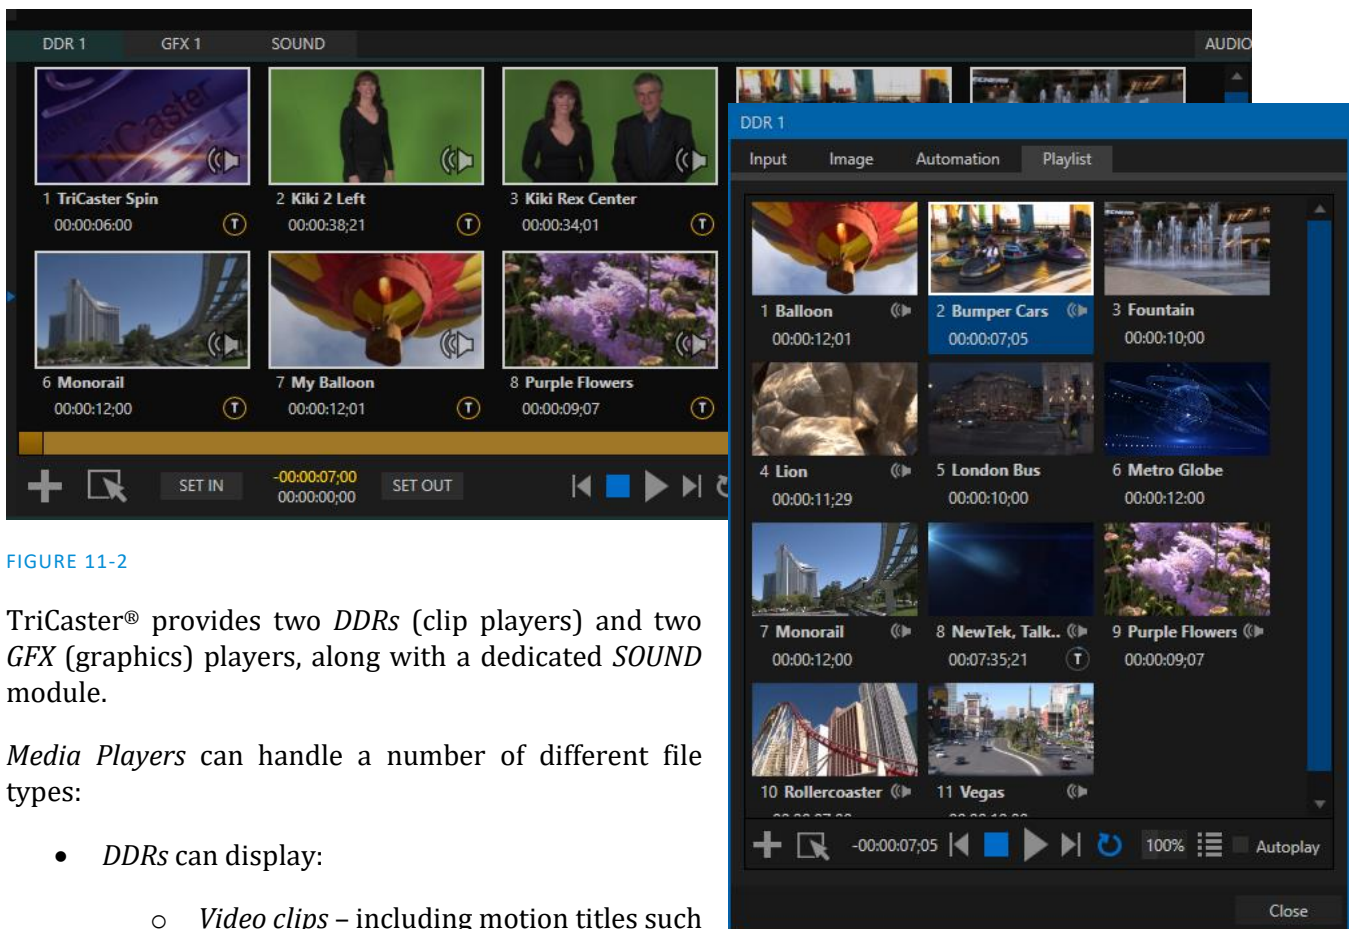 DDR 1 GFX 1 SOUND AUDIO
1 TriCaster Spin 2 Kiki 2 Left 3 Kiki Rex Center
00:00:06:00 T 00:00:38;21 T 00:00:34;01 T
6 Monorail 7 My Balloon 8 Purple Flowers
00:00:12;00 T 00:00:12;01 T 00:00:09;07 T
SET IN -00:00:07;00 SET OUT
00:00:00;00
DDR 1
Input Image Automation Playlist
1 Balloon 2 Bumper Cars 3 Fountain
00:00:12;01 00:00:07;05 00:00:10;00
4 Lion 5 London Bus 6 Metro Globe
00:00:11;29 00:00:10;00 00:00:12:00
7 Monorail 8 NewTek, Talk.. 9 Purple Flowers
00:00:12;00 00:07:35;21 T 00:00:09;07
10 Rollercoaster 11 Vegas
-00:00:07;05 100% Autoplay
Close
FIGURE 11-2
TriCaster® provides two DDRs (clip players) and two
GFX (graphics) players, along with a dedicated SOUND
module.
Media Players can handle a number of different file
types:
• DDRs can display:
o Video clips – including motion titles such